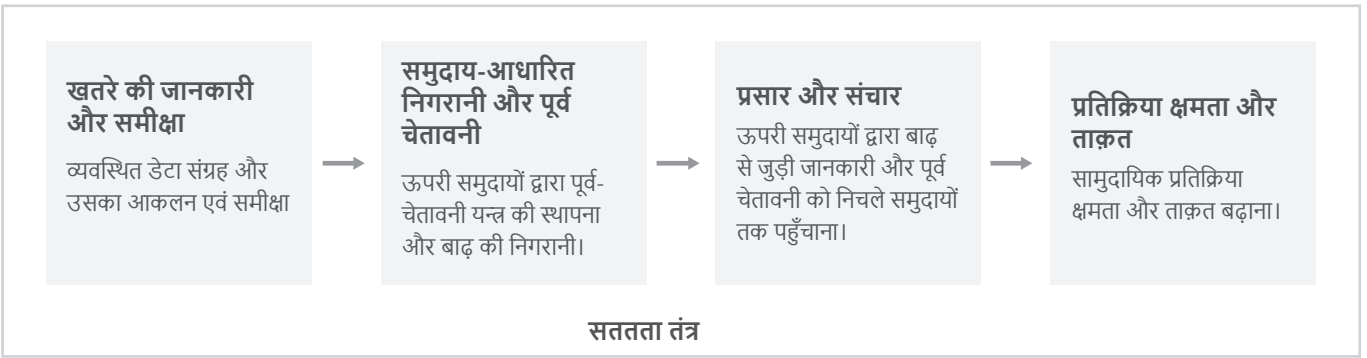 खतरे की जानकारी
और समीक्षा
व्यवस्थित डेटा संग्रह और
उसका आकलन एवं समीक्षा
समुदाय-आधारित
निगरानी और पूर्व
चेतावनी
ऊपरी समुदायों द्वारा पूर्व-
चेतावनी यन्त्र की स्थापना
और बाढ़ की निगरानी।
प्रसार और संचार
ऊपरी समुदायों द्वारा बाढ़
से जुड़ी जानकारी और पूर्व
चेतावनी को निचले समुदायों
तक पहुँचाना।
प्रतिक्रिया क्षमता और
ताक़त
सामुदायिक प्रतिक्रिया
क्षमता और ताक़त बढ़ाना।
सततता तंत्र